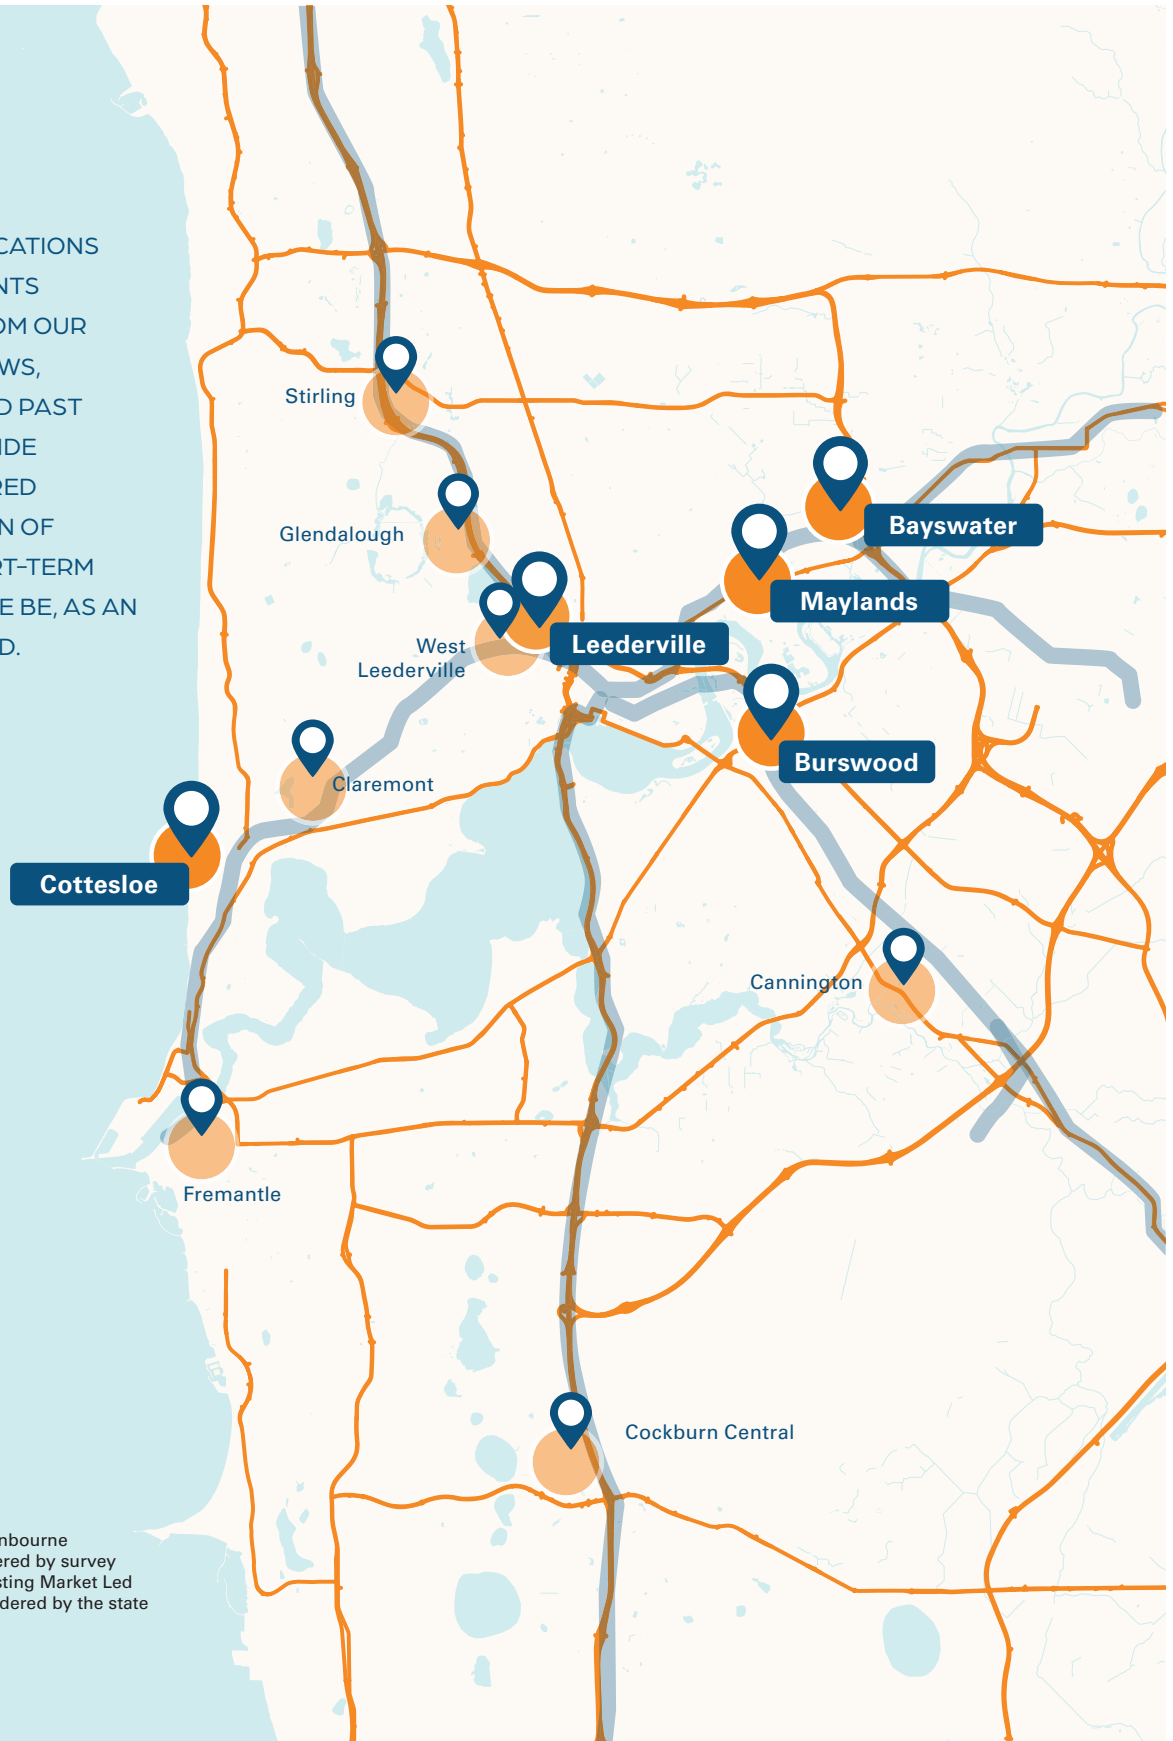 CATIONS
NTS
OM OUR
WS,
D PAST
IDE
RED
N OF
RT-TERM
E BE, AS AN
D.
Stirling
Glendalough
Bayswater
Maylands
West
Leederville
Leederville
Burswood
Claremont
Cottesloe
Cannington
Fremantle
Cockburn Central
nbourne
ered by survey
sting Market Led
dered by the state